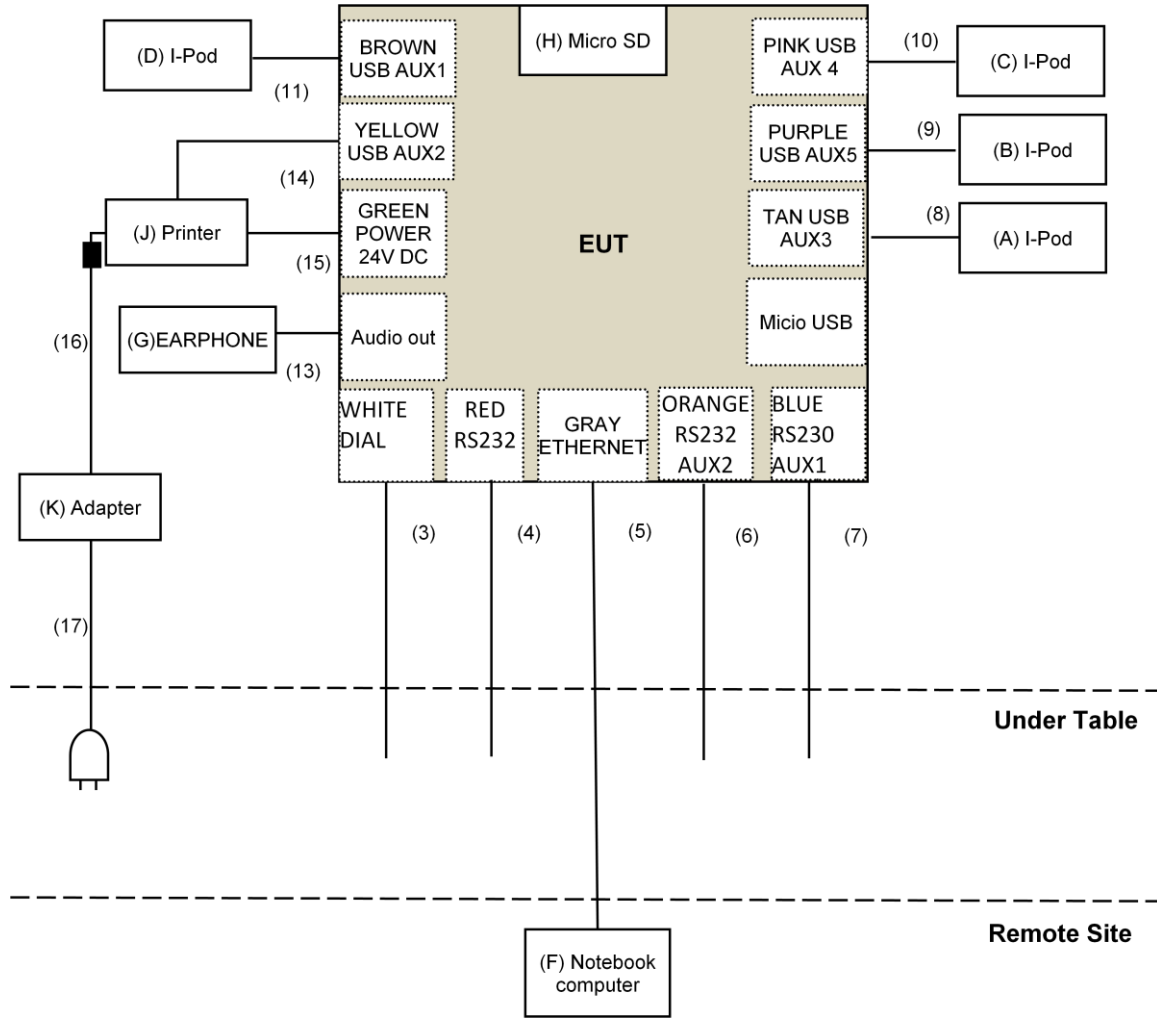 (D) I-Pod
(11)
BROWN
USB AUX1
(H) Micro SD
PINK USB
AUX 4
(10)
(C) I-Pod
YELLOW
USB AUX2
(14)
PURPLE
USB AUX5
(9)
(B) I-Pod
(J) Printer
(15)
GREEN
POWER
24V DC
EUT
TAN USB
AUX3
(8)
(A) I-Pod
(16)
(G)EARPHONE
(13)
Audio out
Micio USB
WHITE
DIAL
RED
RS232
GRAY
ETHERNET
ORANGE
RS232
AUX2
BLUE
RS230
AUX1
(K) Adapter
(3)
(4)
(5)
(6)
(7)
(17)
Under Table
Remote Site
(F) Notebook
computer